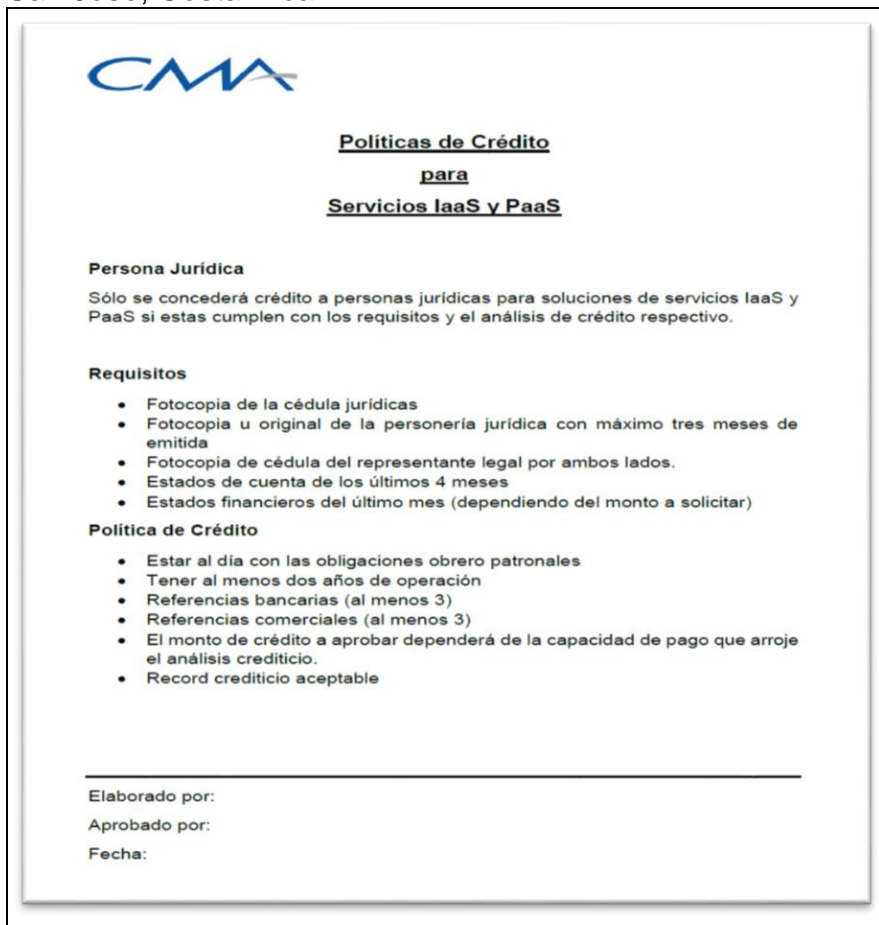 CMA
Políticas de Crédito
para
Servicios IaaS y PaaS
Persona Jurídica
Sólo se concederá crédito a personas jurídicas para soluciones de servicios IaaS y
PaaS si estas cumplen con los requisitos y el análisis de crédito respectivo.
Requisitos
• Fotocopia de la cédula jurídicas
• Fotocopia u original de la personería jurídica con máximo tres meses de
emitida
• Fotocopia de cédula del representante legal por ambos lados.
• Estados de cuenta de los últimos 4 meses
• Estados financieros del último mes (dependiendo del monto a solicitar)
Política de Crédito
• Estar al día con las obligaciones obrero patronales
• Tener al menos dos años de operación
• Referencias bancarias (al menos 3)
• Referencias comerciales (al menos 3)
• El monto de crédito a aprobar dependerá de la capacidad de pago que arroje
el análisis crediticio.
• Record crediticio aceptable
Elaborado por:
Aprobado por:
Fecha: